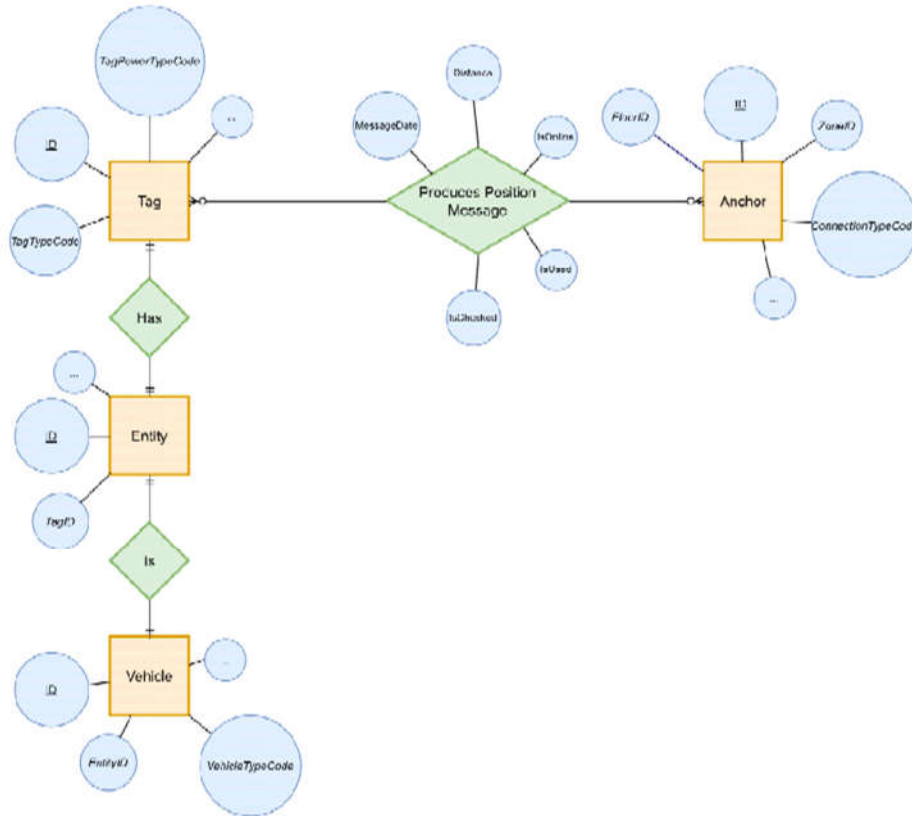 TagPowerTypeCode
...
ID
Tag
TagTypeCode
Distance
MessageDate
IsOnline
Produces Position
Message
IsUsed
IsChecked
FloorID
ID
ZoneID
Anchor
ConnectionTypeCode
...
Has
...
ID
Entity
TagID
Is
...
ID
Vehicle
EntityID
VehicleTypeCode